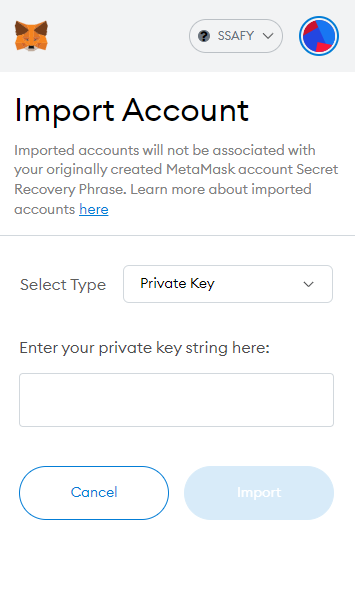 SSAFY
Import Account
Imported accounts will not be associated with
your originally created MetaMask account Secret
Recovery Phrase. Learn more about imported
accounts here
Select Type
Private Key
Enter your private key string here:
Cancel
Import